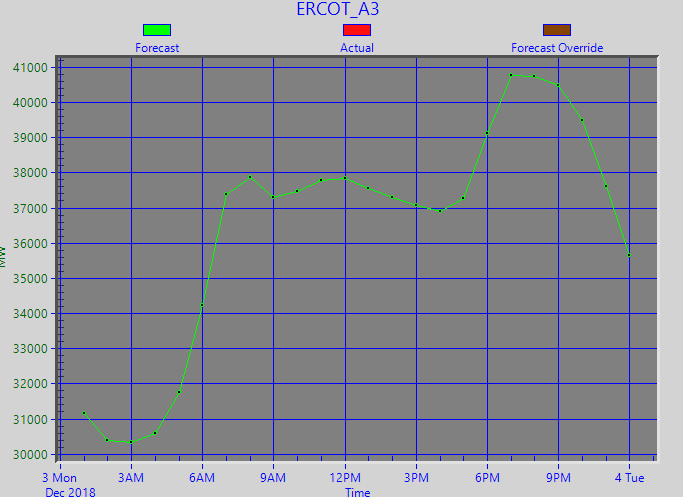 ERCOT_A3
Forecast
Actual
Forecast Override
41000
40000
39000
38000
37000
36000
MW
35000
34000
33000
32000
31000
30000
3 Mon 3AM 6AM 9AM 12PM 3PM 6PM 9PM 4 Tue
Dec 2018
Time